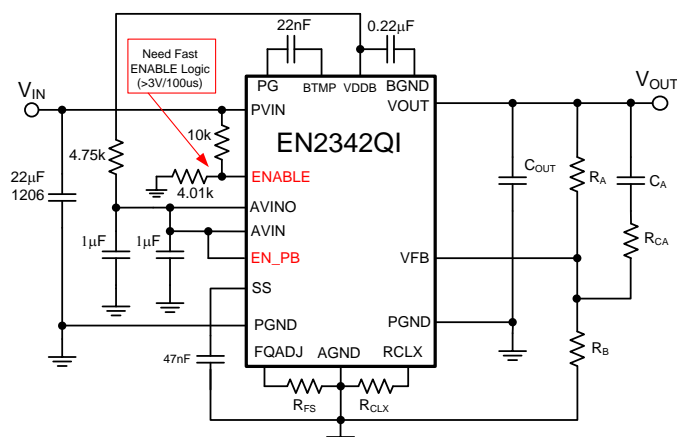 22nF
0.22µF
Need Fast
ENABLE Logic
(>3V/100us)
PG
BTMP
VDDB
BGND
VIN
VOUT
PVIN
VOUT
EN2342QI
10k
4.75k
22µF
1206
ENABLE
4.01k
COUT
RA
CA
AVINO
AVIN
1µF
1µF
EN_PB
VFB
RCA
SS
PGND
PGND
47nF
FQADJ
AGND
RCLX
RB
RFS
RCLX